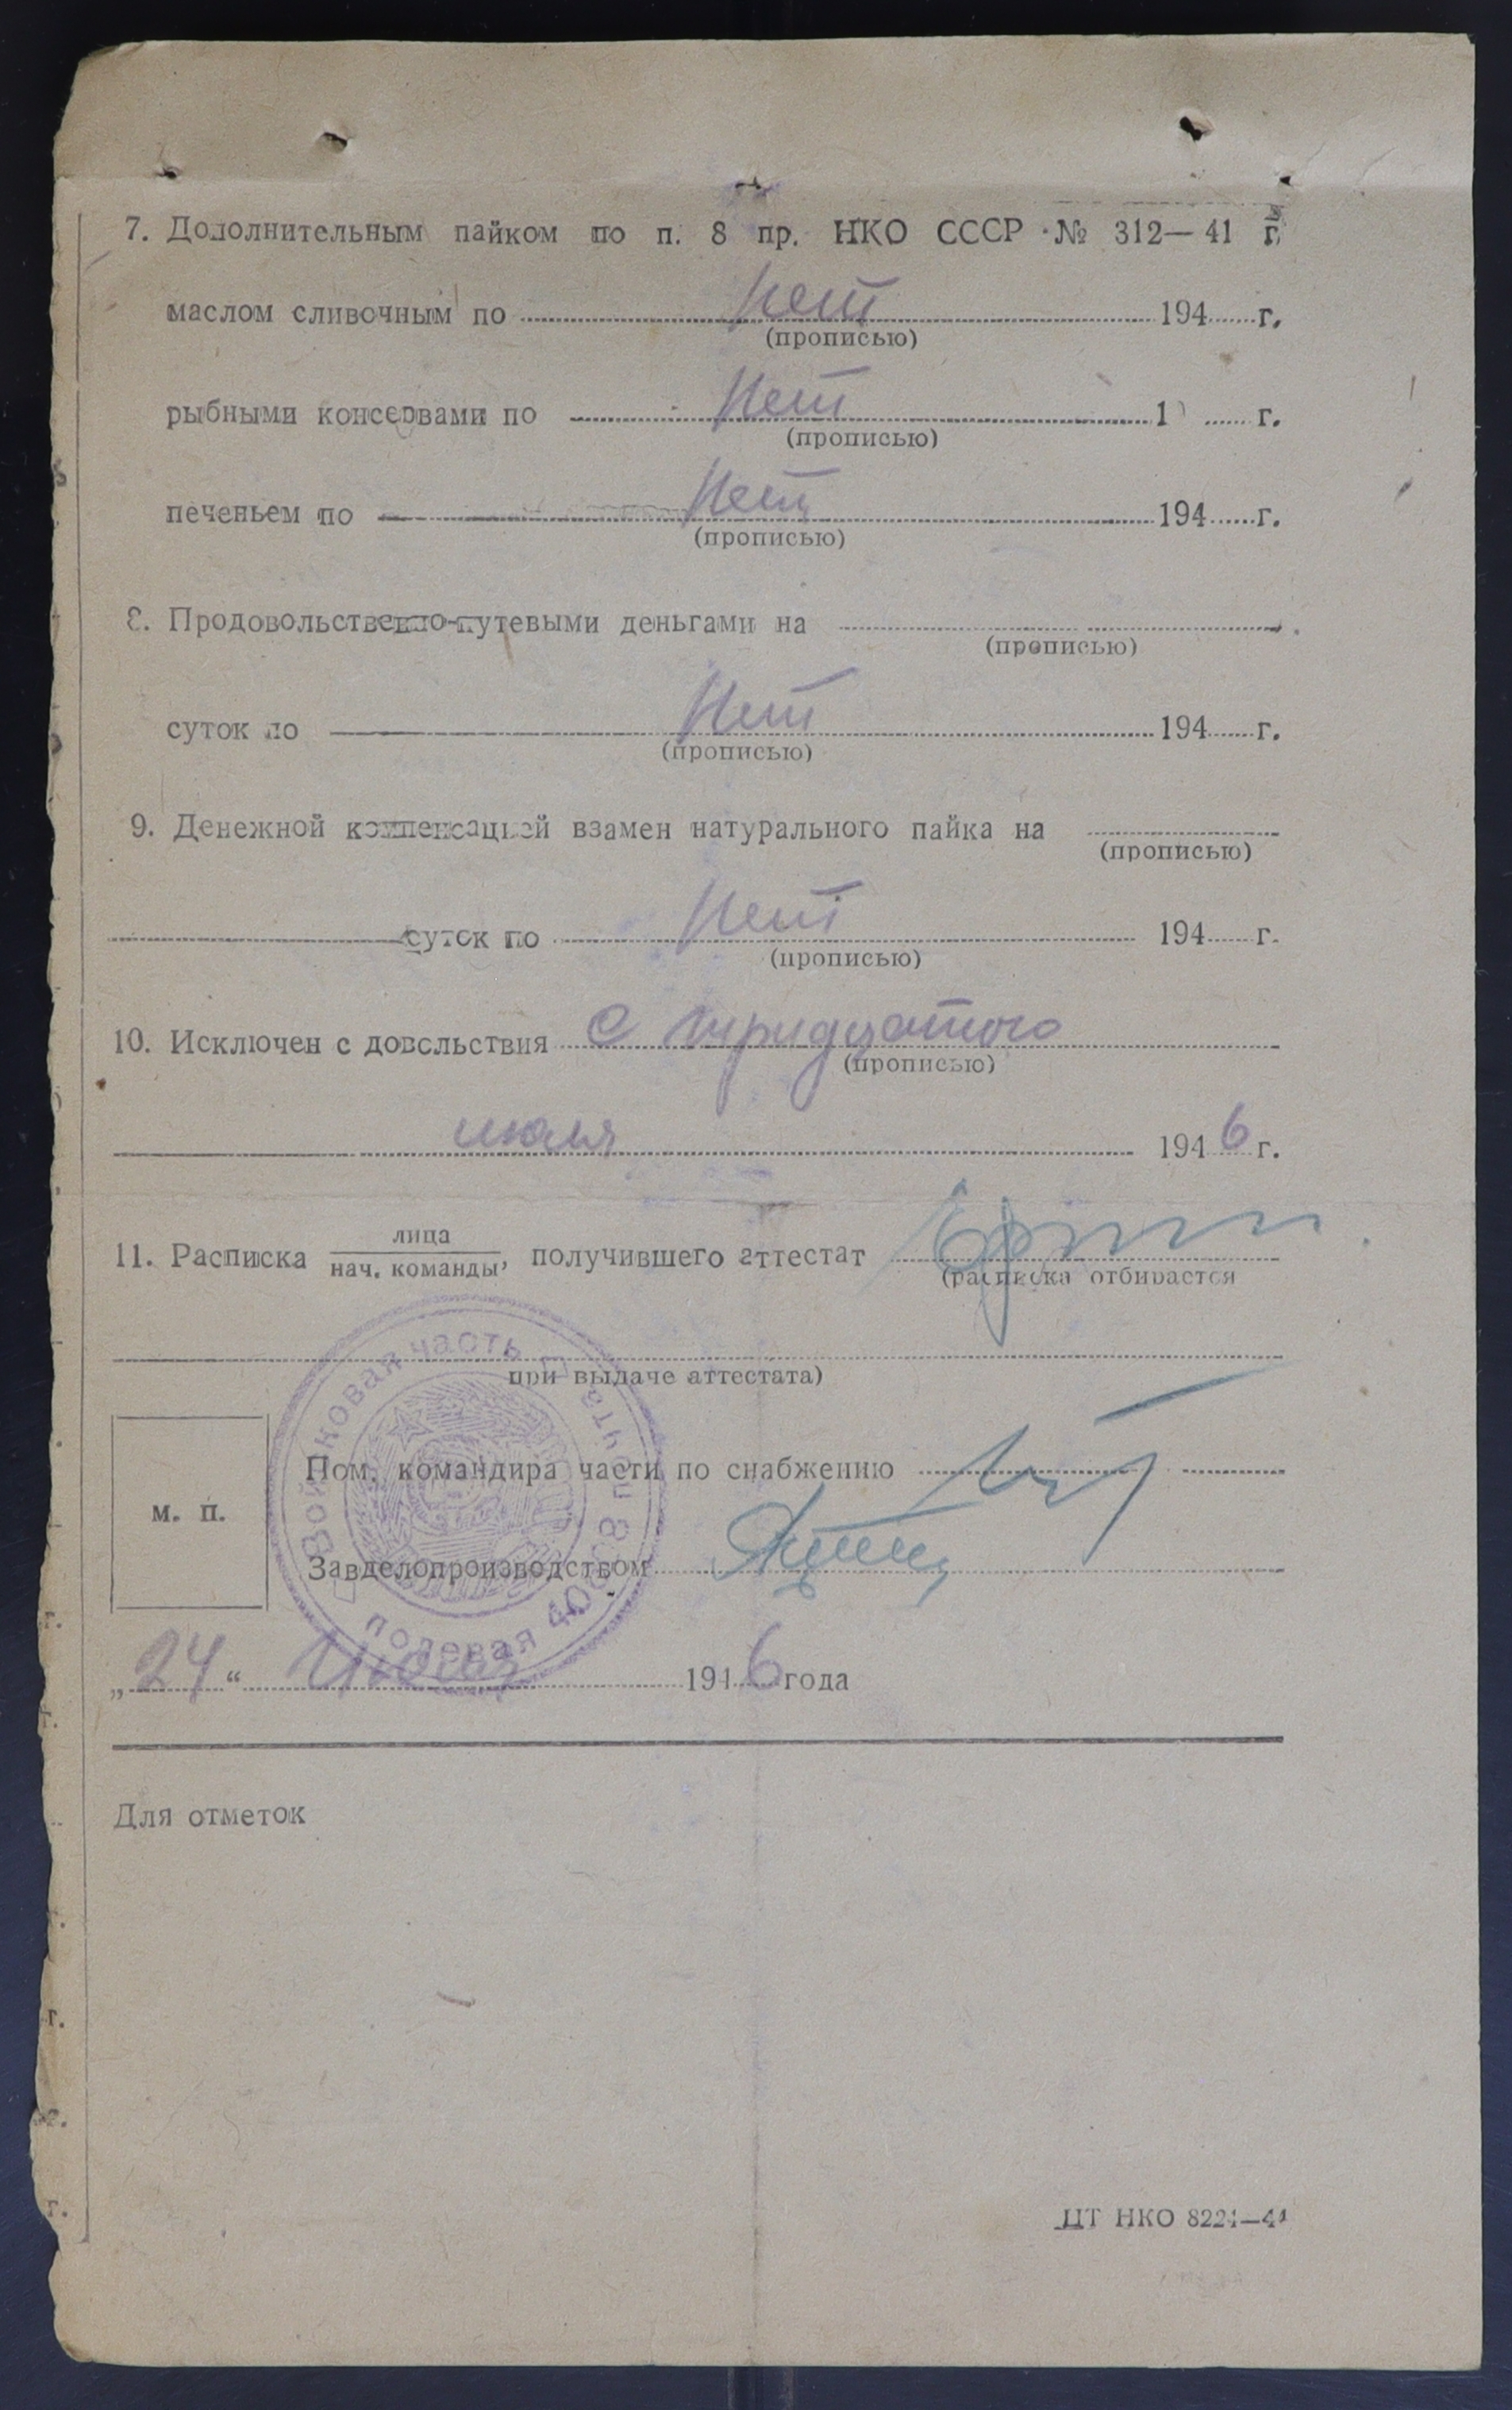 7. Дополнительным пайком по п. 8 пр. НКО СССР № 312—41 г.
маслом сливочным по нет 194 г.
(прописью)
рыбными консервами по нет 1 г.
(прописью)
печеньем по нет 194 г.
(прописью)
8. Продовольственно-путевыми деньгами на
(прописью)
суток по нет 194 г.
(прописью)
9. Денежной компенсацией взамен натурального пайка на
(прописью)
суток по нет 194 г.
(прописью)
10. Исключен с довольствия с тридцатого
(прописью)
июля 1946 г.
11. Расписка лица
нач. команды, получившего аттестат
(расписка отбирается
при выдаче аттестата)
Войсковая часть Почта полевая
Пом. командира части по снабжению
м. п.
Завделопроизводством
„24“ Июля 1946 года
Для отметок
ЦТ НКО 8221—41